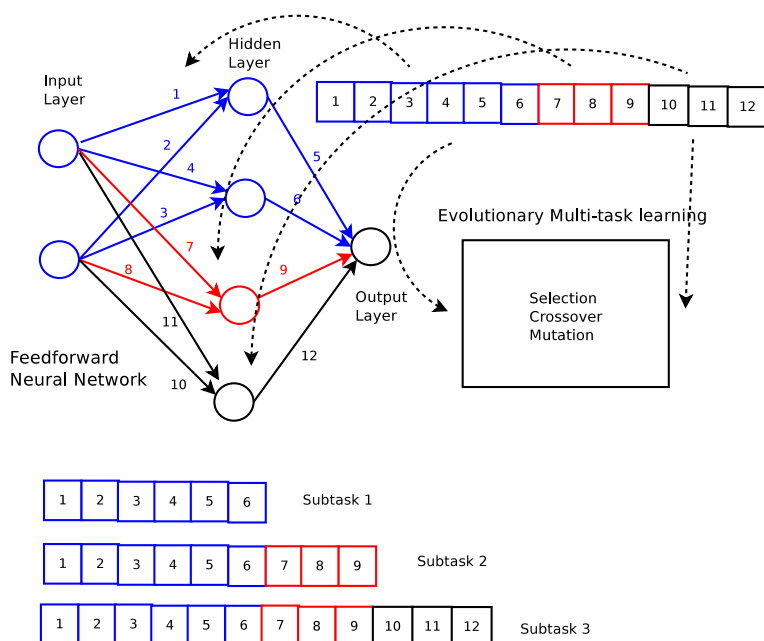 Hidden
Layer
Input
Layer
1
2
4
3
7
8
11
10
5
6
9
12
Output
Layer
Feedforward
Neural Network
1 2 3 4 5 6 7 8 9 10 11 12
Evolutionary Multi-task learning
Selection
Crossover
Mutation
1 2 3 4 5 6 Subtask 1
1 2 3 4 5 6 7 8 9 Subtask 2
1 2 3 4 5 6 7 8 9 10 11 12 Subtask 3